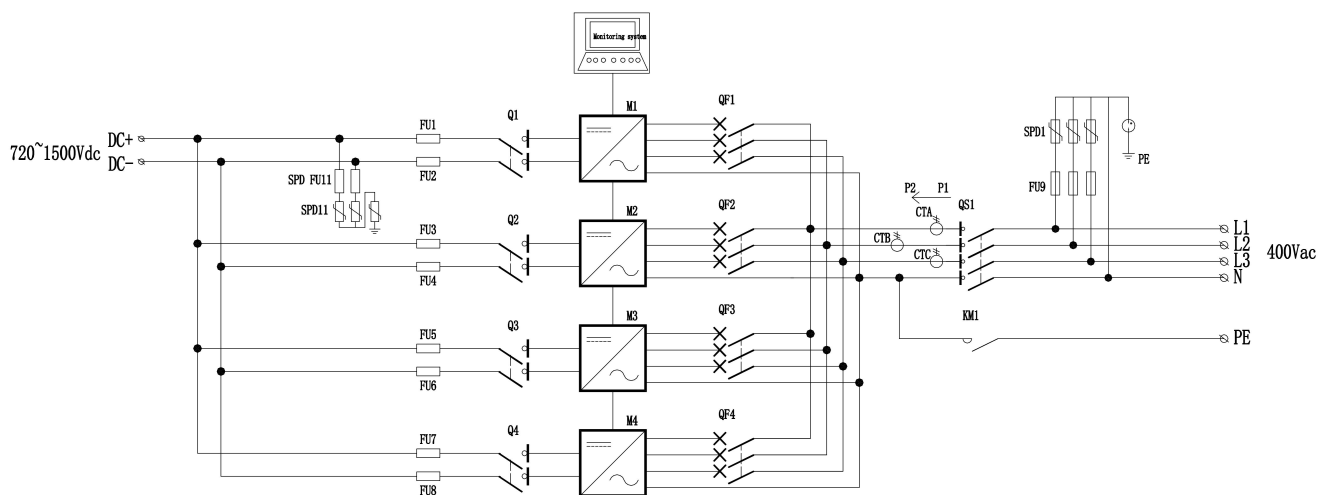 Monitoring system
M1
QF1
Q1
FU1
DC+
720~1500Vdc
DC-
FU2
SPD FU11
SPD11
SPD1
PE
FU9
M2
QF2
Q2
FU3
FU4
P2
P1
QS1
CTA
CTB
CTC
L1
L2
L3
N
400Vac
M3
QF3
Q3
FU5
FU6
KM1
PE
M4
QF4
Q4
FU7
FU8